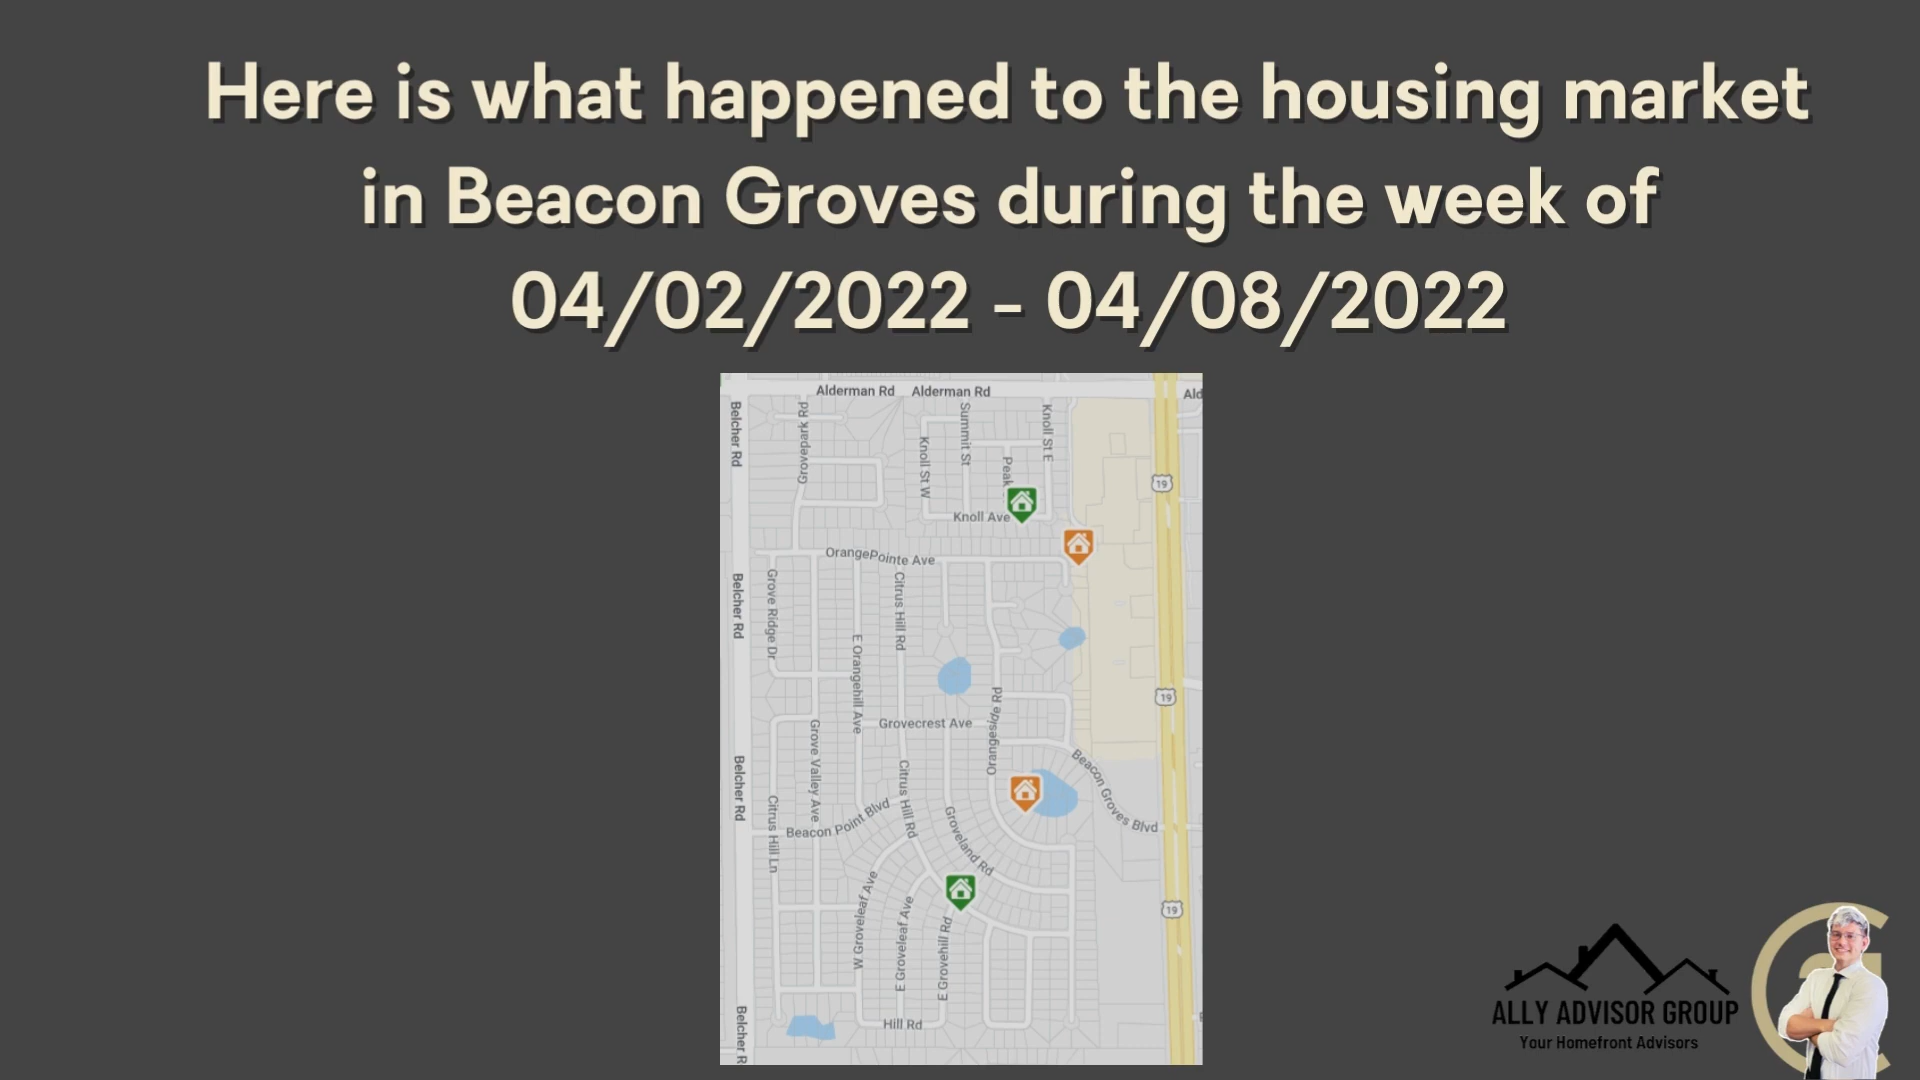 Here is what happened to the housing market
in Beacon Groves during the week of
04/02/2022 - 04/08/2022
Alderman Rd
Alderman Rd
Belcher Rd
Grovepark Rd
Knoll St W
Summit St
Peak
Knoll St E
19
Knoll Ave
OrangePointe Ave
Belcher Rd
Grove Ridge Dr
Citrus Hill Rd
E Orangehill Ave
Orangeside Rd
19
Grovecrest Ave
Belcher Rd
Grove Valley Ave
Citrus Hill Rd
Beacon Groves Blvd
Citrus Hill Ln
Beacon Point Blvd
Groveland Rd
W Groveleaf Ave
E Groveleaf Ave
E Grovehill Rd
19
Belcher R
Hill Rd
ALLY ADVISOR GROUP
Your Homefront Advisors